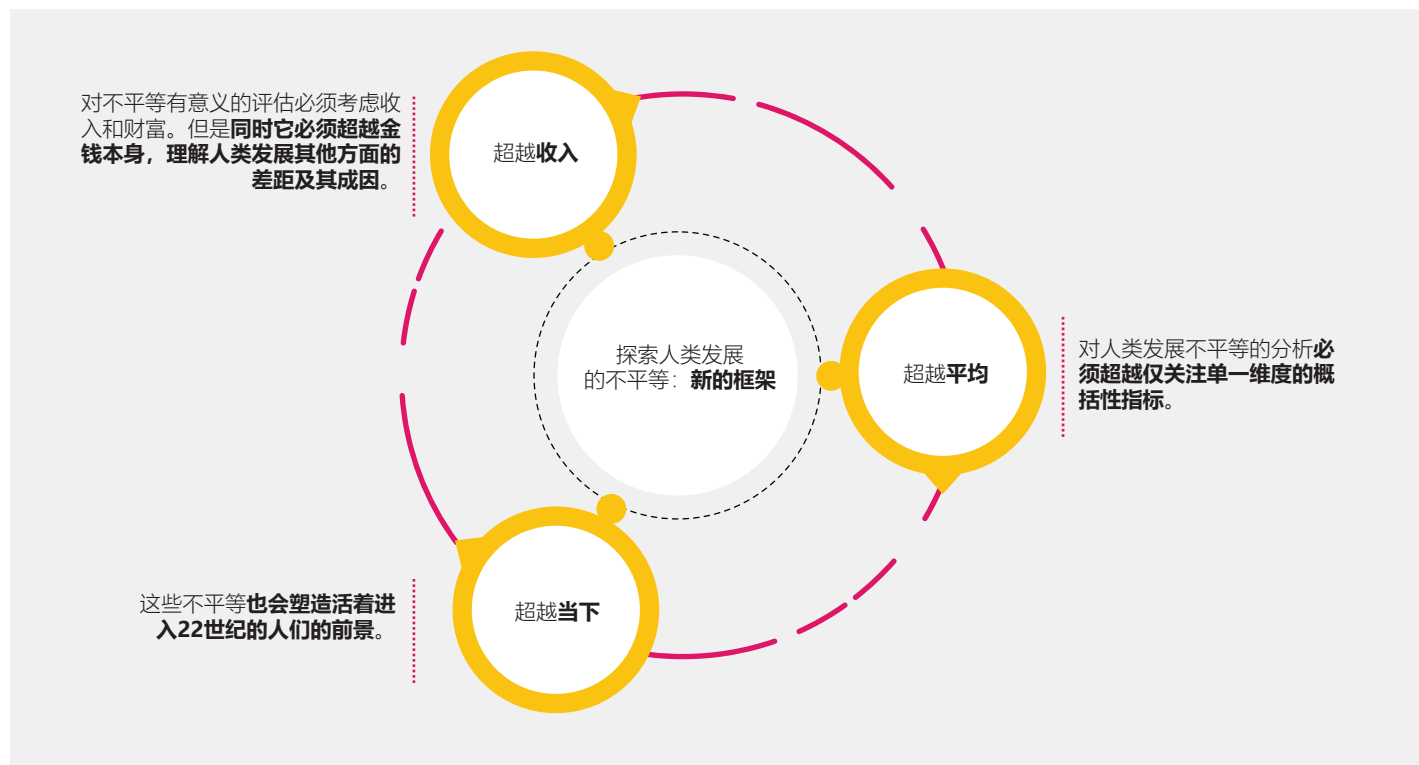 对不平等有意义的评估必须考虑收
入和财富。但是同时它必须超越金
钱本身，理解人类发展其他方面的
差距及其成因。
超越收入
探索人类发展
的不平等：新的框架
超越平均
对人类发展不平等的分析必
须超越仅关注单一维度的概
括性指标。
这些不平等也会塑造活着进
入22世纪的人们的前景。
超越当下